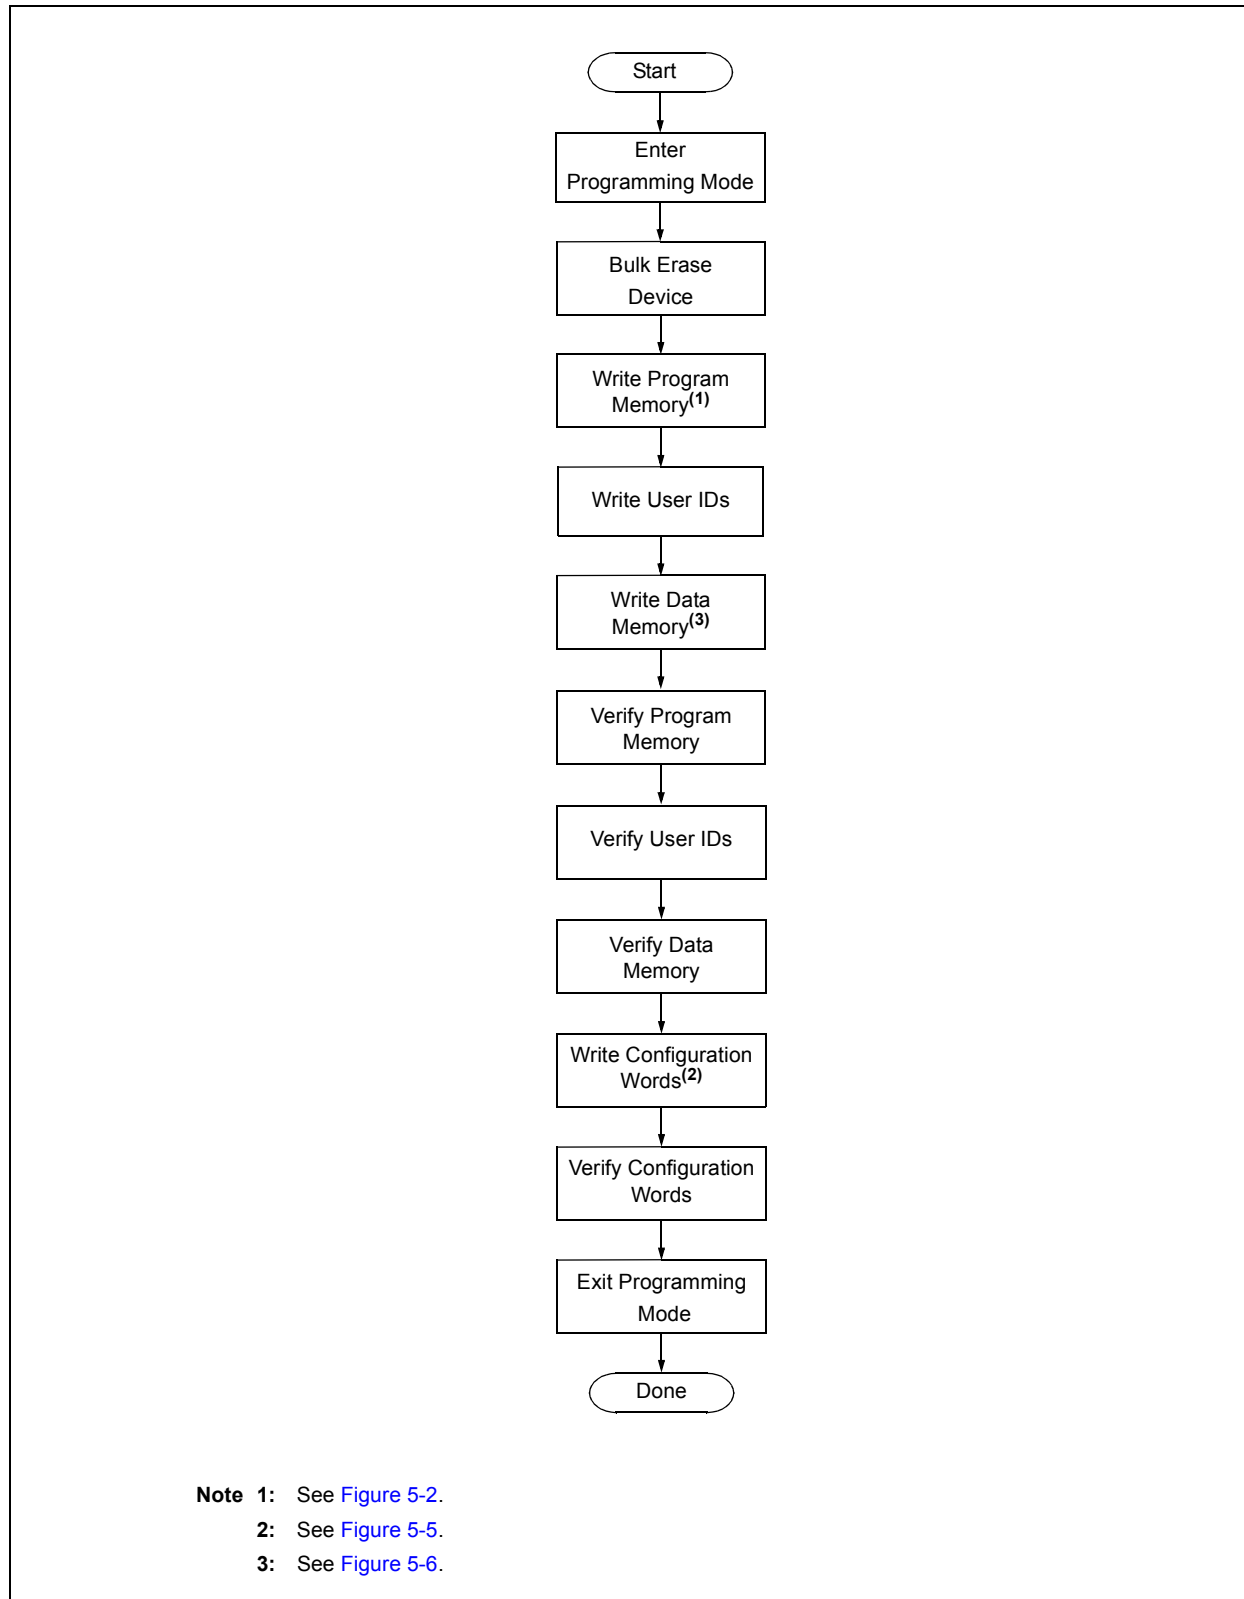 Start
Enter
Programming Mode
Bulk Erase
Device
Write Program
Memory(1)
Write User IDs
Write Data
Memory(3)
Verify Program
Memory
Verify User IDs
Verify Data
Memory
Write Configuration
Words(2)
Verify Configuration
Words
Exit Programming
Mode
Done
Note 1: See Figure 5-2.
2: See Figure 5-5.
3: See Figure 5-6.